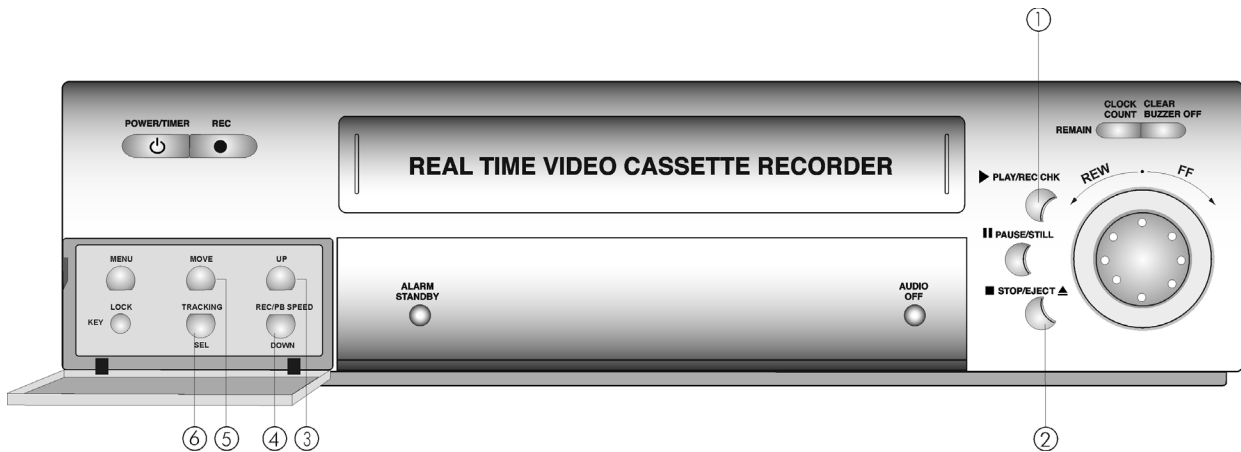 ①
POWER/TIMER REC
REAL TIME VIDEO CASSETTE RECORDER
CLOCK CLEAR
COUNT BUZZER OFF
REMAIN
▶ PLAY/REC CHK
REW FF
PAUSE/STILL
■ STOP/EJECT ⏏
MENU MOVE UP
LOCK TRACKING REC/PB SPEED
KEY
SEL DOWN
ALARM
STANDBY
AUDIO
OFF
⑥ ⑤ ④ ③ ②